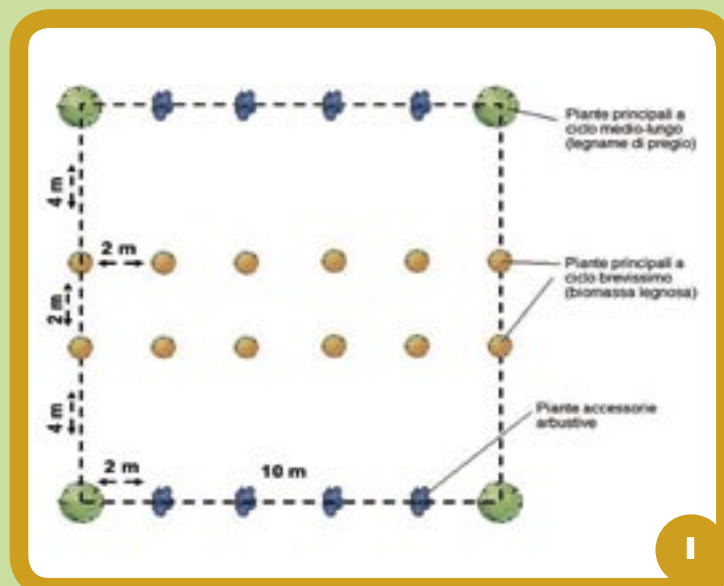 Piante principali a
ciclo medio-lungo
(legname di pregio)
4 m
2 m
Piante principali a
ciclo brevissimo
(biomassa legnosa)
2 m
4 m
Piante accessorie
arbustive
2 m
10 m
I